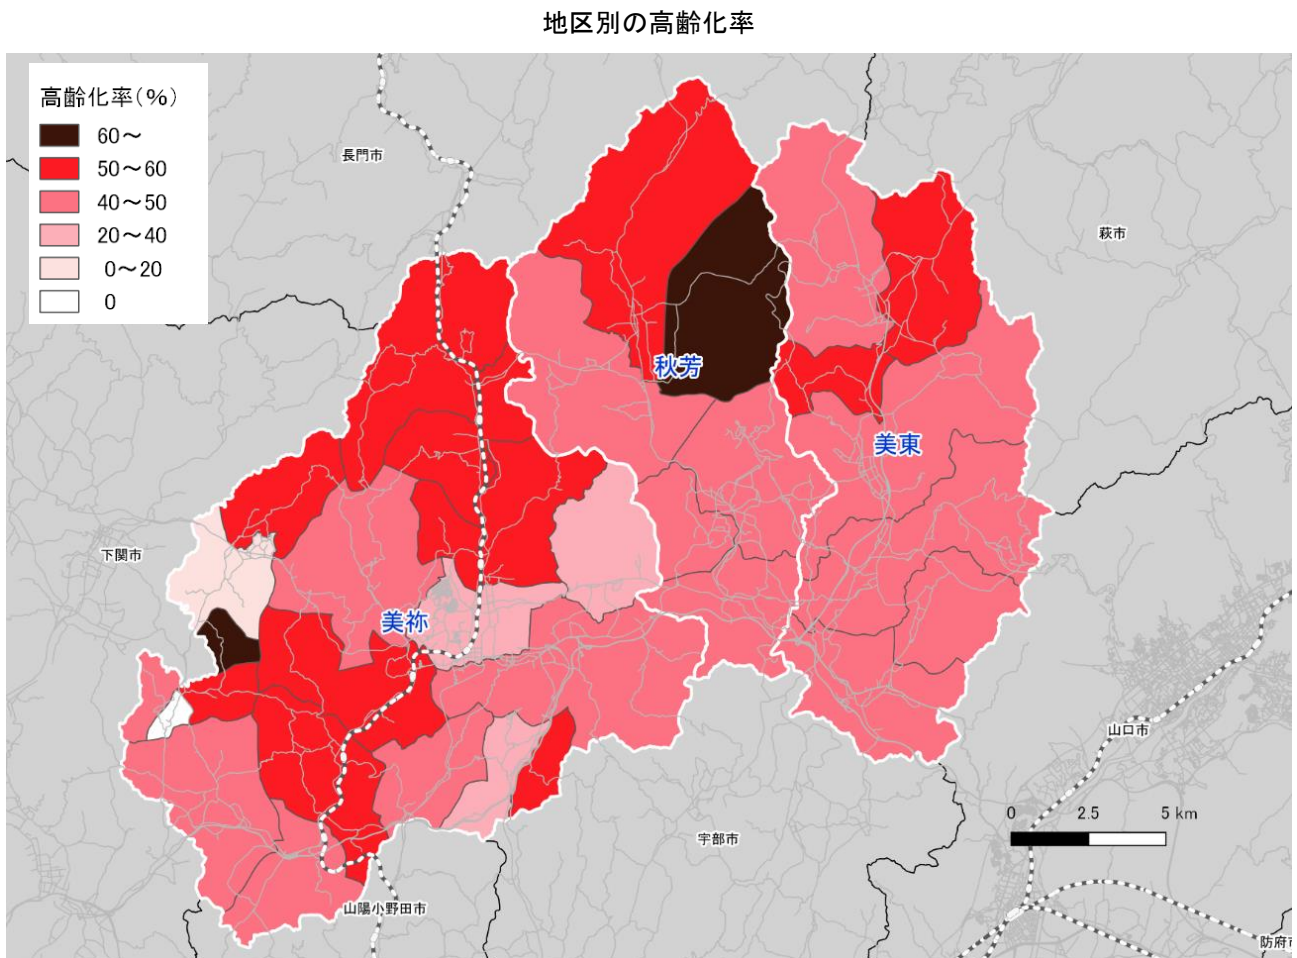 地区別の高齢化率
高齢化率(%)
60～
50～60
40～50
20～40
0～20
0
長門市
萩市
秋芳
美東
下関市
美祢
山口市
0 2.5 5 km
宇部市
山陽小野田市
防府市